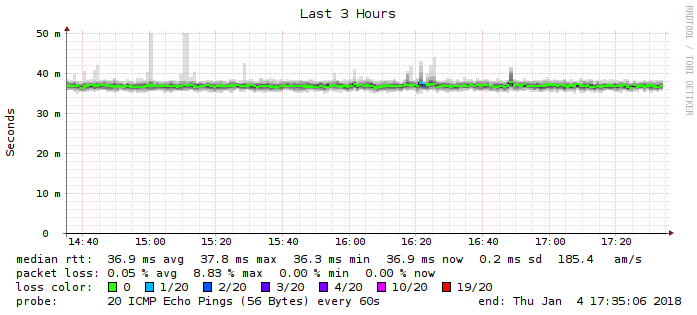 Last 3 Hours
RRDTOOL / TOBI OETIKER
Seconds
50 m
40 m
30 m
20 m
10 m
0
14:40 15:00 15:20 15:40 16:00 16:20 16:40 17:00 17:20
median rtt: 36.9 ms avg 37.8 ms max 36.3 ms min 36.9 ms now 0.2 ms sd 185.4 am/s
packet loss: 0.05 % avg 8.83 % max 0.00 % min 0.00 % now
loss color: 0 1/20 2/20 3/20 4/20 10/20 19/20
probe: 20 ICMP Echo Pings (56 Bytes) every 60s end: Thu Jan 4 17:35:06 2018